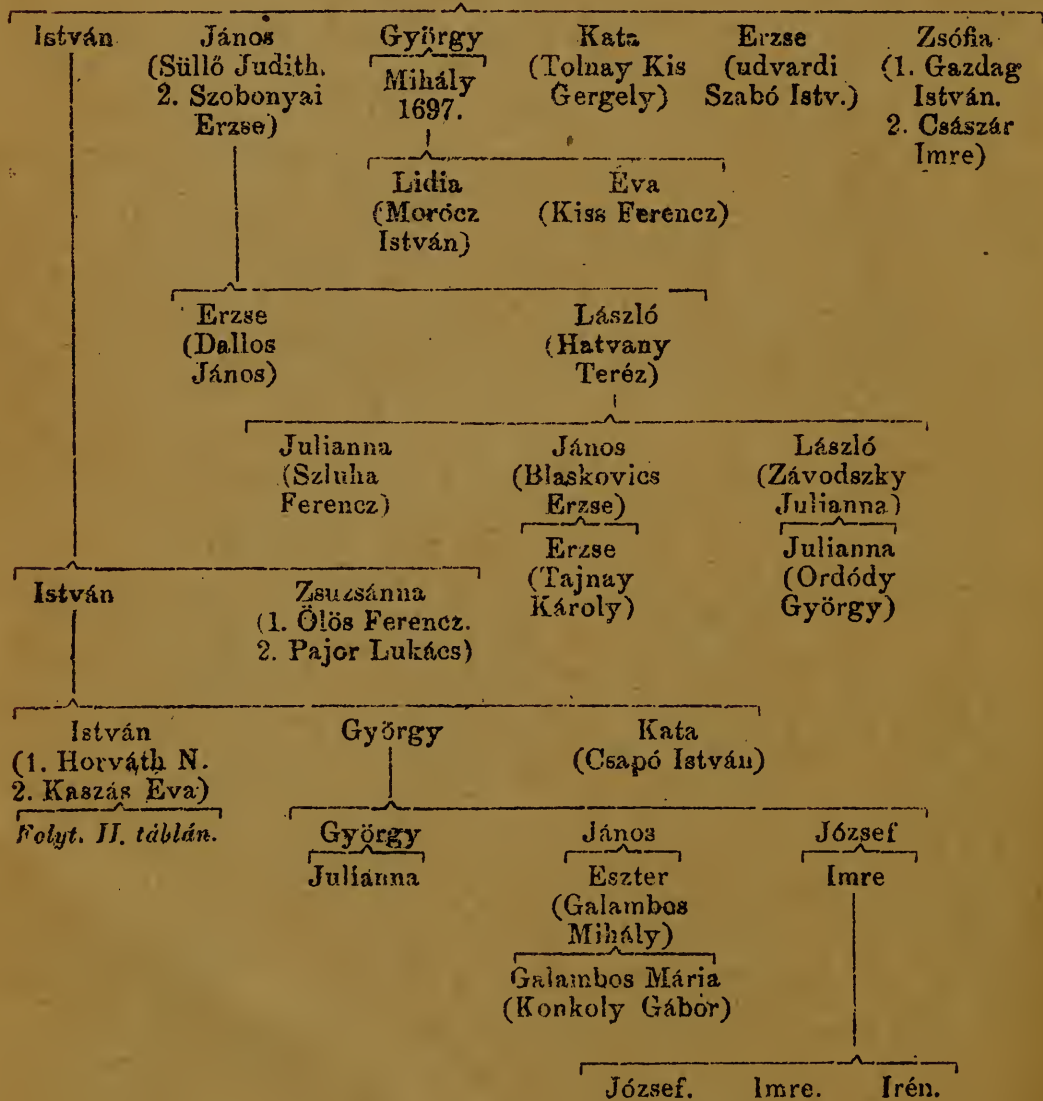 István János György Kata Erzse Zsófia
(Süllő Judith. Mihály (Tolnay Kis (udvardi (1. Gazdag
2. Szobonyai 1697. Gergely) Szabó Istv.) István.
Erzse) 2. Császár
Imre)
Lidia Éva
(Morócz (Kiss Ferencz)
István)
Erzse László
(Dallos (Hatvany
János) Teréz)
Julianna János László
(Szluha (Blaskovics (Závodszky
Ferencz) Erzse) Julianna)
Erzse Julianna
(Tajnay (Ordódy
Károly) György)
István Zsuzsánna
(1. Ölös Ferencz.
2. Pajor Lukács)
István György Kata
(1. Horváth N. (Csapó István)
2. Kaszás Éva)
Folyt. II. táblán.
György János József
Juliánna Eszter Imre
(Galambos
Mihály)
Galambos Mária
(Konkoly Gábor)
József. Imre. Irén.